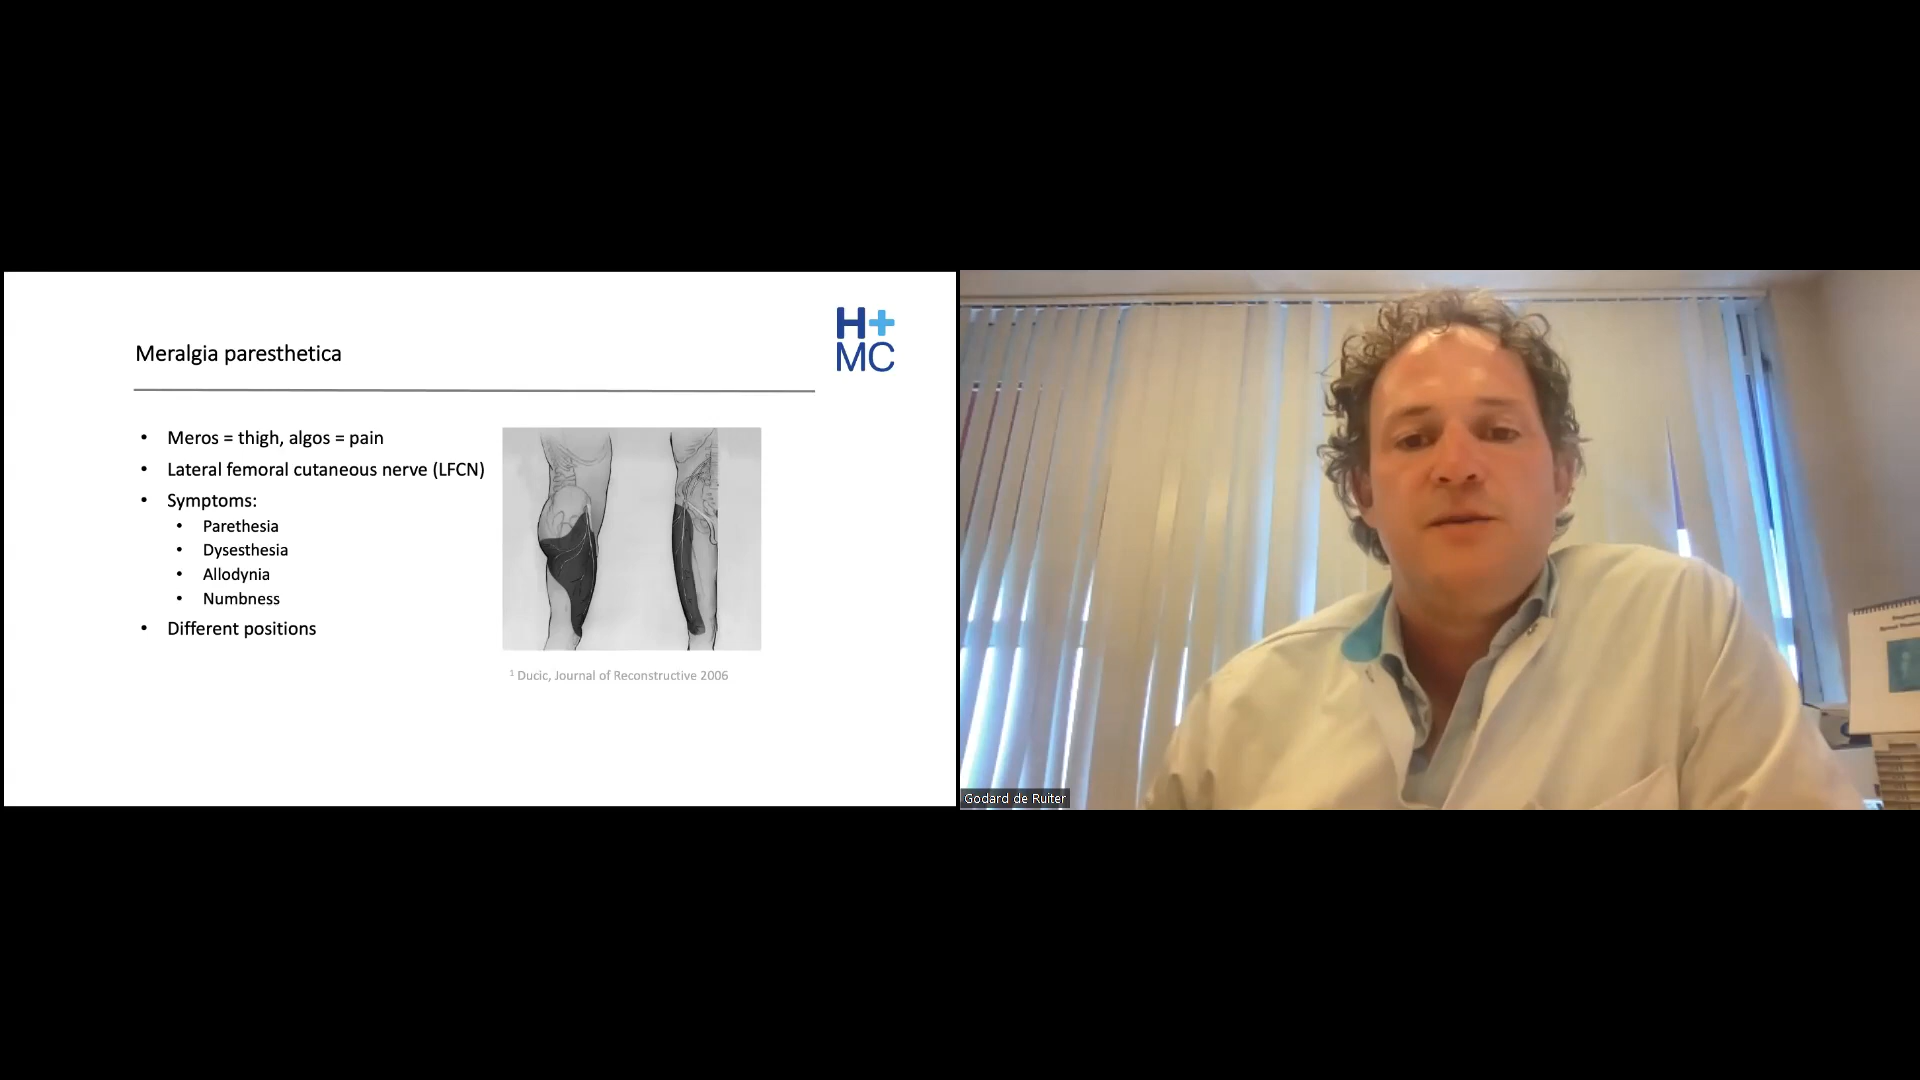 H+
MC
Meralgia paresthetica
• Meros = thigh, algos = pain
• Lateral femoral cutaneous nerve (LFCN)
• Symptoms:
• Parethesia
• Dysesthesia
• Allodynia
• Numbness
• Different positions
¹ Ducic, Journal of Reconstructive 2006
Godard de Ruiter